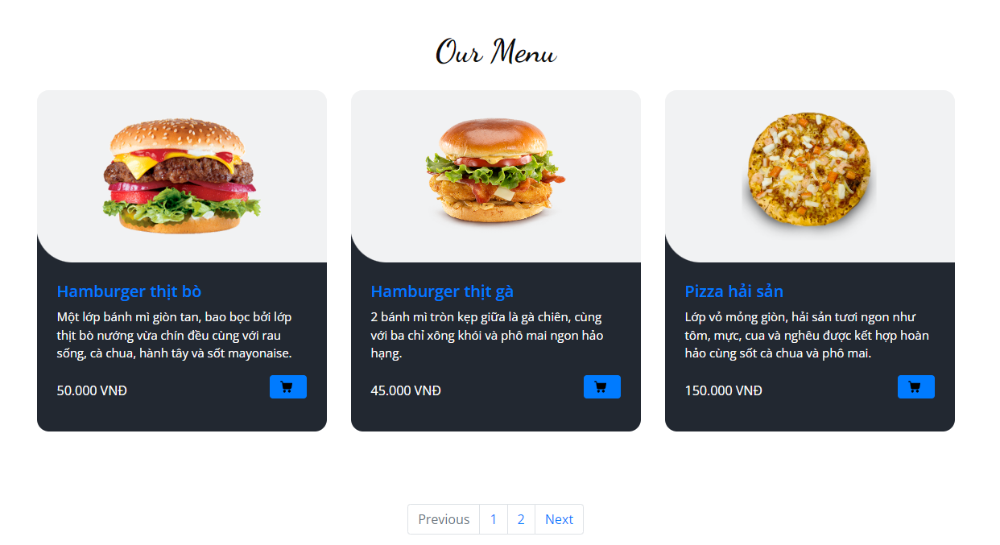 Our Menu
Hamburger thịt bò
Một lớp bánh mì giòn tan, bao bọc bởi lớp
thịt bò nướng vừa chín đều cùng với rau
sống, cà chua, hành tây và sốt mayonaise.
50.000 VNĐ
Hamburger thịt gà
2 bánh mì tròn kẹp giữa là gà chiên, cùng
với ba chỉ xông khói và phô mai ngon hảo
hạng.
45.000 VNĐ
Pizza hải sản
Lớp vỏ mỏng giòn, hải sản tươi ngon như
tôm, mực, cua và nghêu được kết hợp hoàn
hảo cùng sốt cà chua và phô mai.
150.000 VNĐ
Previous 1 2 Next